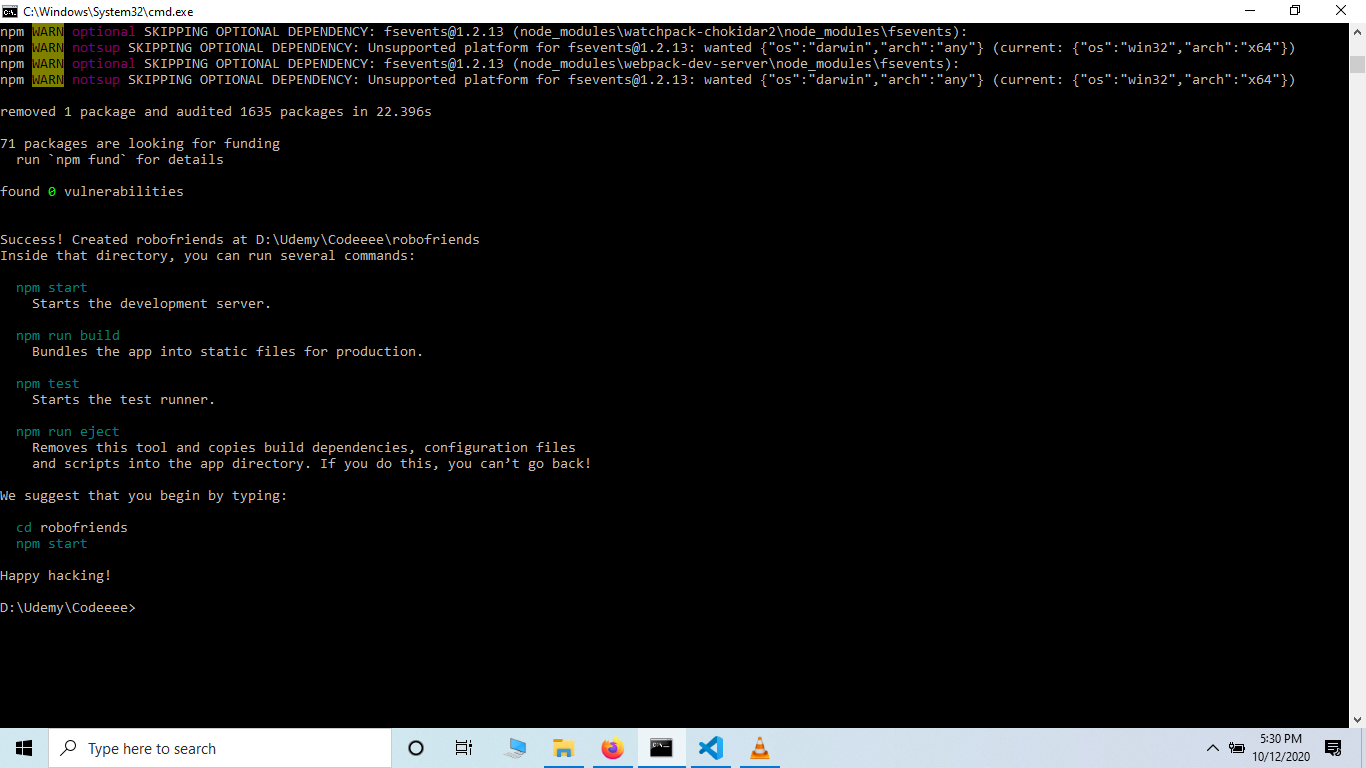 C:\Windows\System32\cmd.exe
npm WARN optional SKIPPING OPTIONAL DEPENDENCY: fsevents@1.2.13 (node_modules\watchpack-chokidar2\node_modules\fsevents):
npm WARN notsup SKIPPING OPTIONAL DEPENDENCY: Unsupported platform for fsevents@1.2.13: wanted {"os":"darwin","arch":"any"} (current: {"os":"win32","arch":"x64"})
npm WARN optional SKIPPING OPTIONAL DEPENDENCY: fsevents@1.2.13 (node_modules\webpack-dev-server\node_modules\fsevents):
npm WARN notsup SKIPPING OPTIONAL DEPENDENCY: Unsupported platform for fsevents@1.2.13: wanted {"os":"darwin","arch":"any"} (current: {"os":"win32","arch":"x64"})
removed 1 package and audited 1635 packages in 22.396s
71 packages are looking for funding
run `npm fund` for details
found 0 vulnerabilities
Success! Created robofriends at D:\Udemy\Codeeee\robofriends
Inside that directory, you can run several commands:
npm start
Starts the development server.
npm run build
Bundles the app into static files for production.
npm test
Starts the test runner.
npm run eject
Removes this tool and copies build dependencies, configuration files
and scripts into the app directory. If you do this, you can’t go back!
We suggest that you begin by typing:
cd robofriends
npm start
Happy hacking!
D:\Udemy\Codeeee>
Type here to search
5:30 PM
10/12/2020